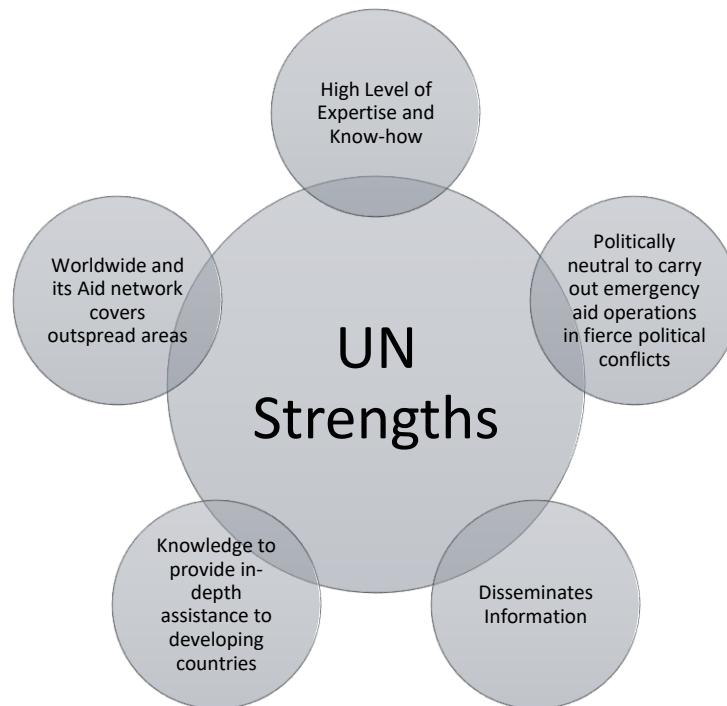 High Level of
Expertise and
Know-how
Politically
neutral to carry
out emergency
aid operations
in fierce political
conflicts
Disseminates
Information
Knowledge to
provide in-
depth
assistance to
developing
countries
Worldwide and
its Aid network
covers
outspread areas
UN
Strengths